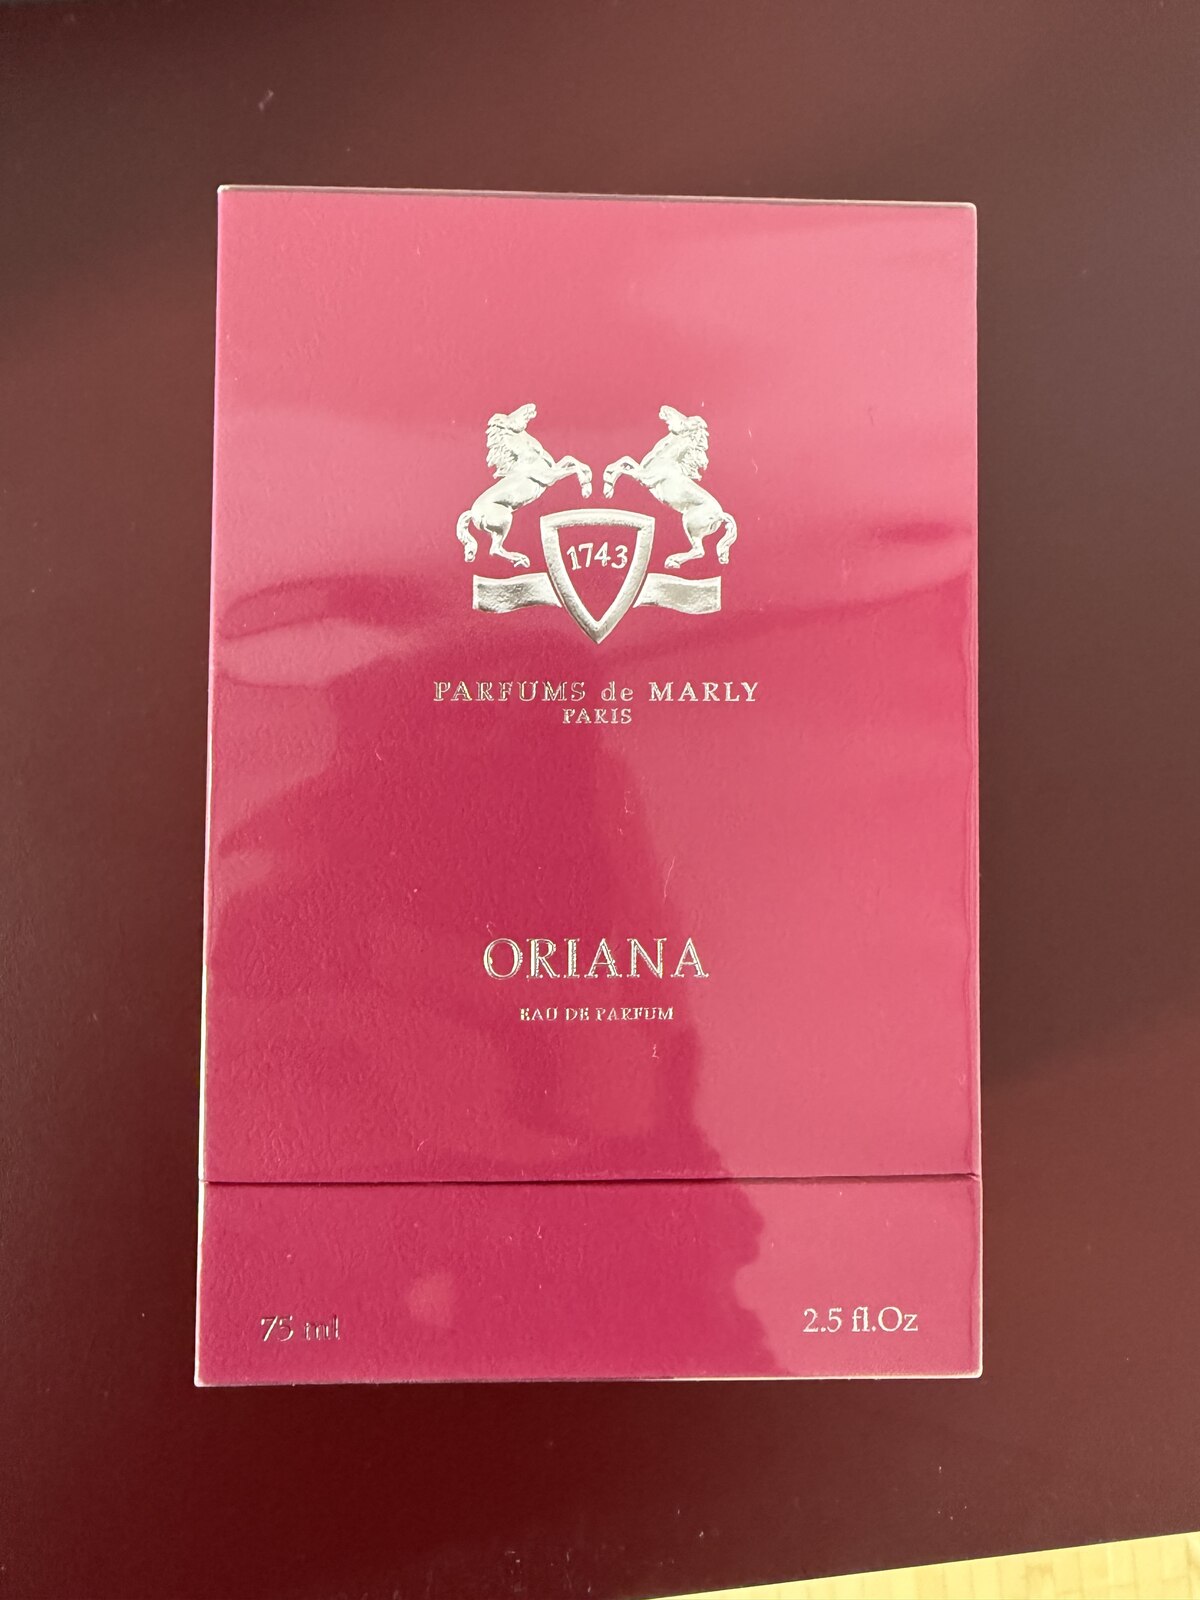 1743
PARFUMS de MARLY
PARIS
ORIANA
EAU DE PARFUM
75 ml
2.5 fl.Oz